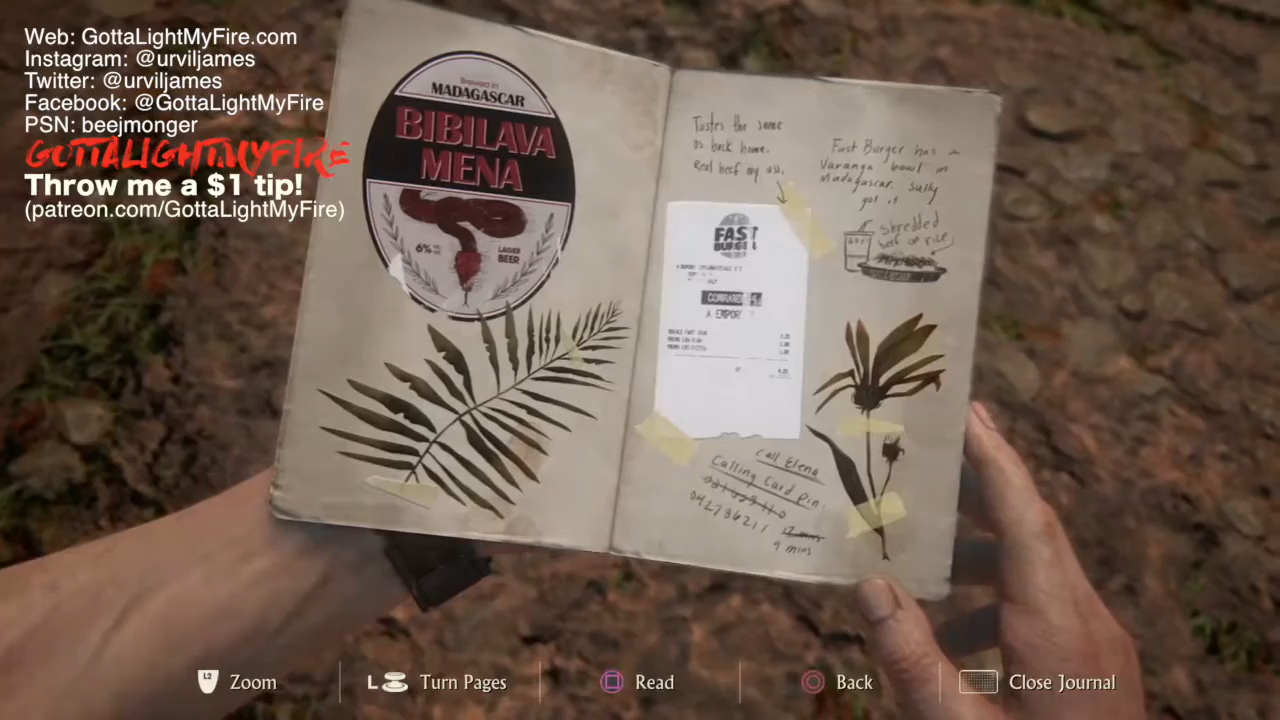 Web: GottaLightMyFire.com
Instagram: @urviljames
Twitter: @urviljames
Facebook: @GottaLightMyFire
PSN: beejmonger
GOTTALIGHTMYFIRE
Throw me a $1 tip!
(patreon.com/GottaLightMyFire)
Brewed in
MADAGASCAR
BIBILAVA
MENA
6%
LAGER
BEER
Tastes the same
as back home.
Real beef my ass.
FAST
BURGER
Fast Burger has a
Varanga bowl in
Madagascar. Sully
got it
shredded
beef on rice
Call Elena
Calling Card Pin:
042786211
17 mins
9 mins
L2 Zoom
L Turn Pages
Read
Back
Close Journal